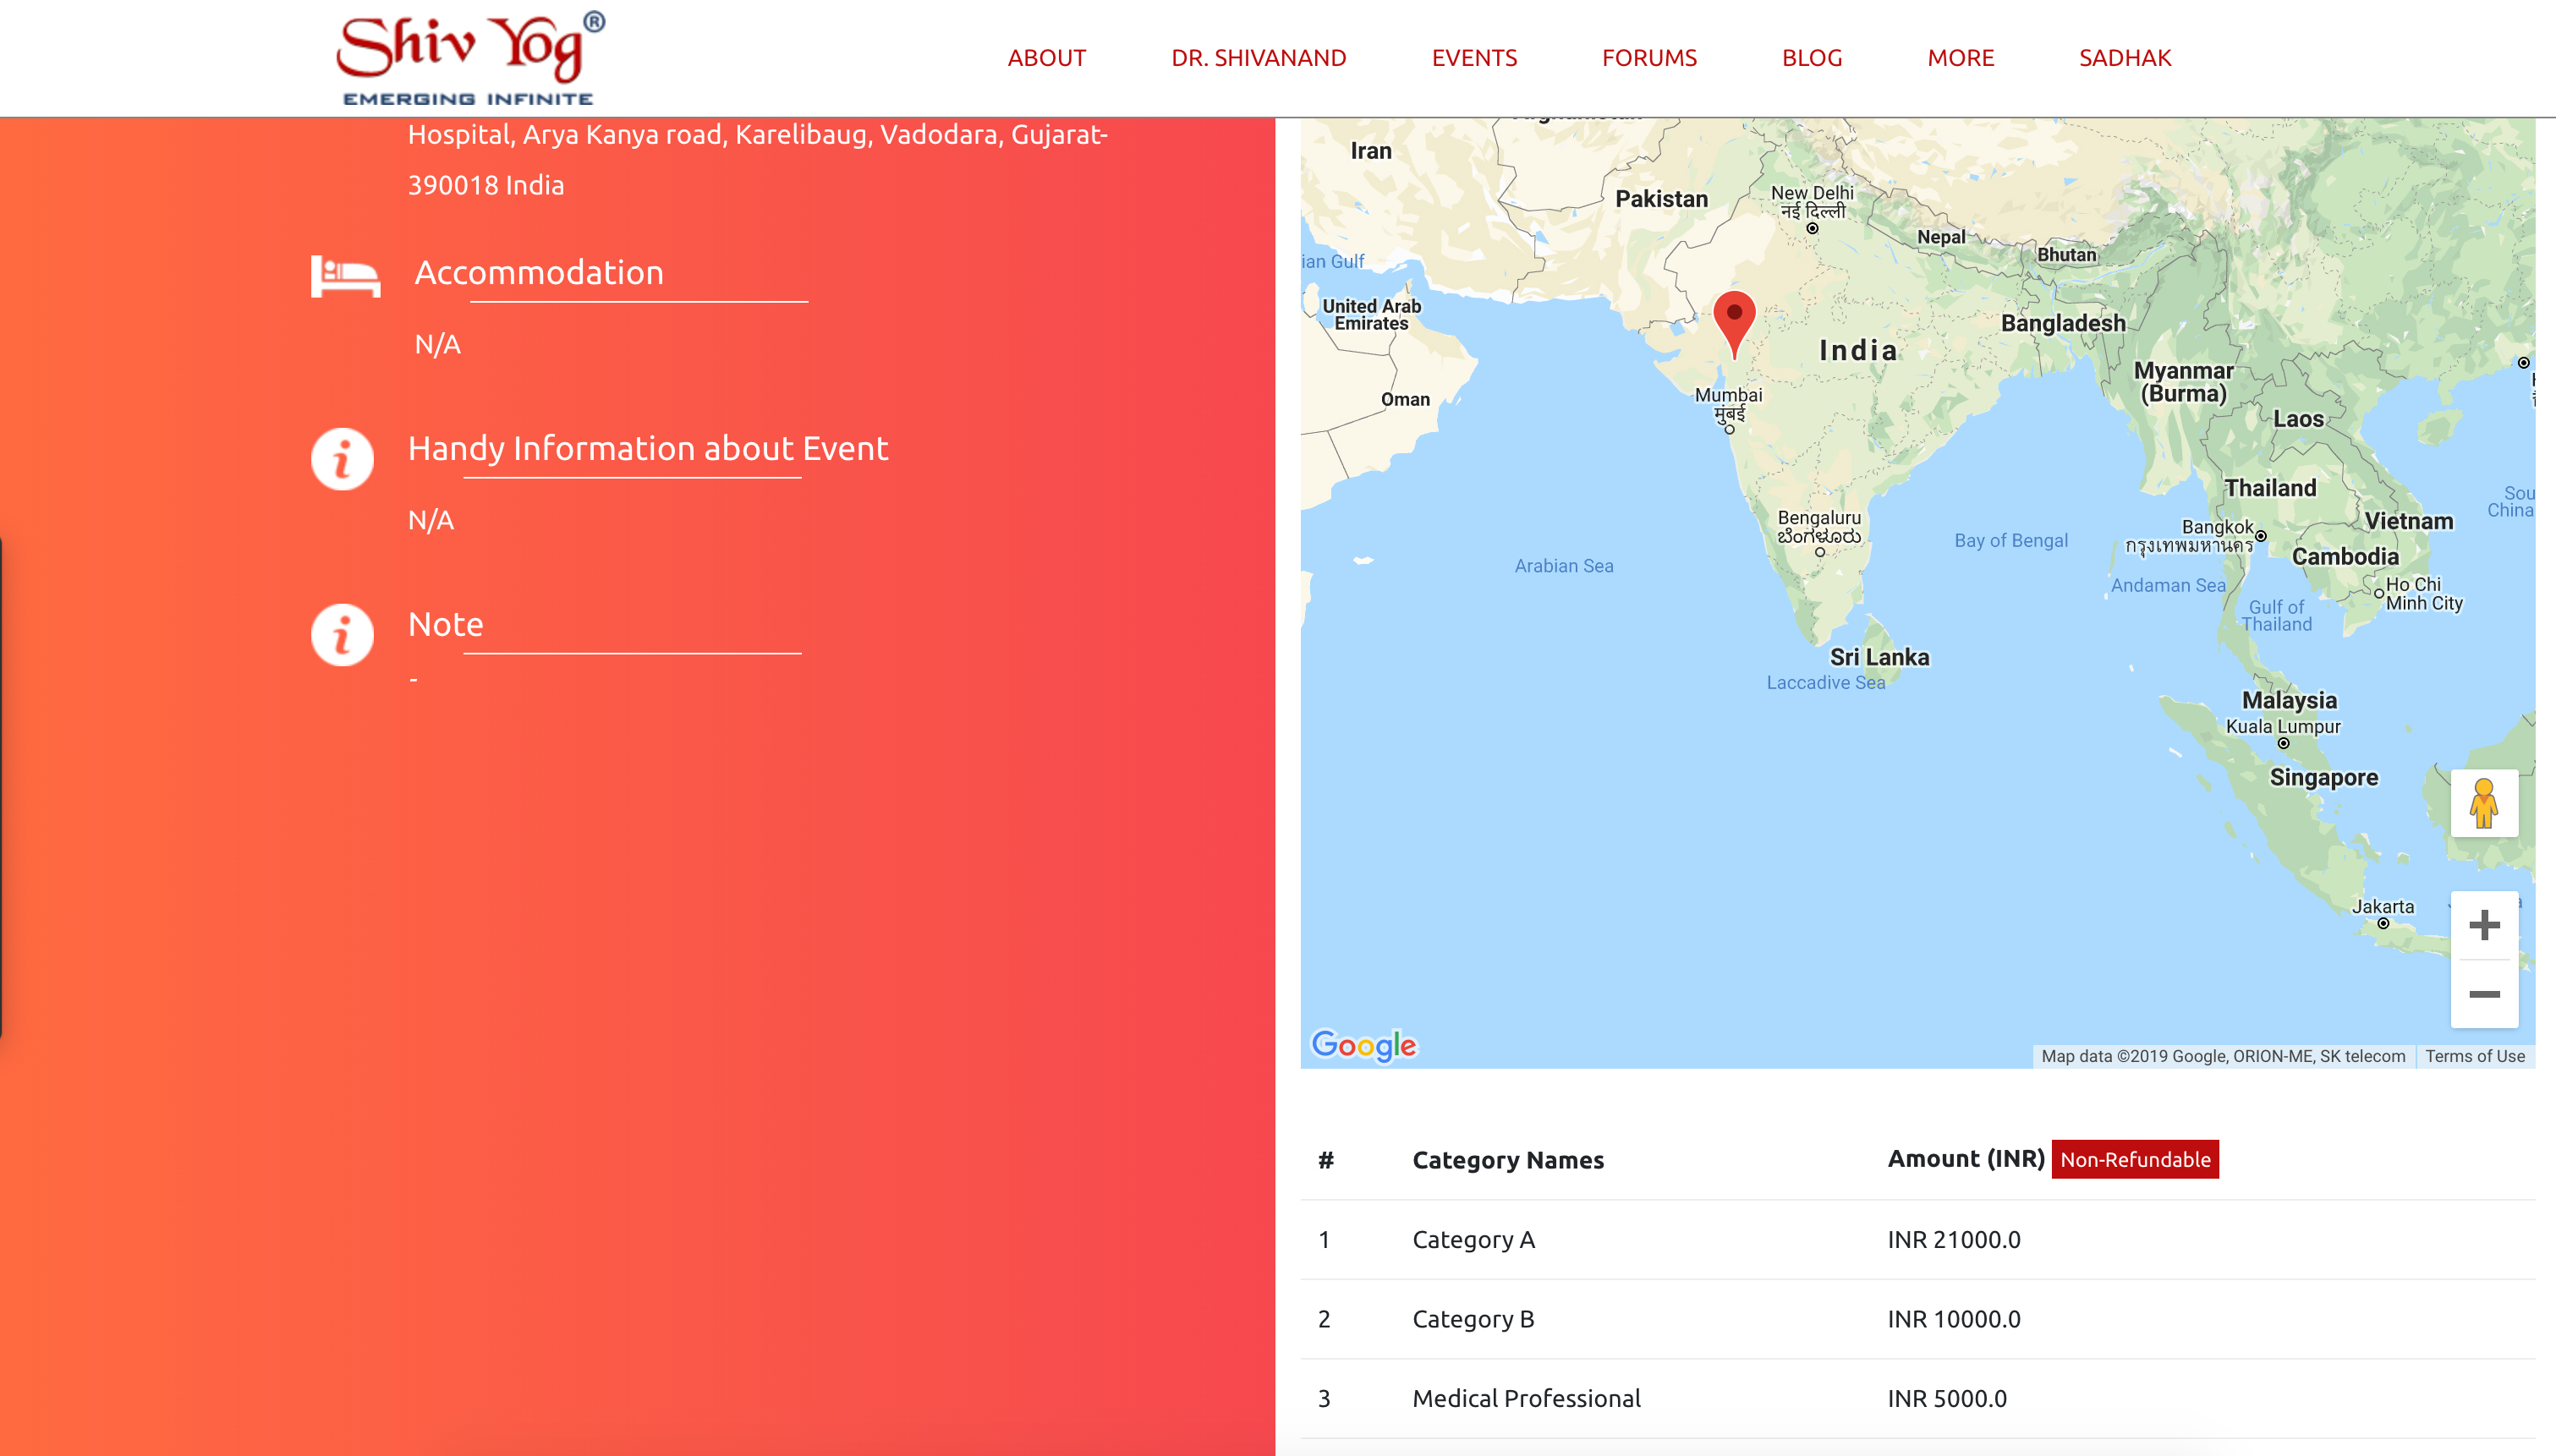 Shiv Yog®
EMERGING INFINITE
ABOUT
DR. SHIVANAND
EVENTS
FORUMS
BLOG
MORE
SADHAK
Hospital, Arya Kanya road, Karelibaug, Vadodara, Gujarat-
390018 India
Accommodation
N/A
Handy Information about Event
N/A
Note
-
Iran
Pakistan
New Delhi
नई दिल्ली
Nepal
Bhutan
ian Gulf
United Arab
Emirates
Bangladesh
India
Myanmar
(Burma)
Oman
Mumbai
मुंबई
Laos
Thailand
Sou
China
Bengaluru
ಬೆಂಗಳೂರು
Vietnam
Bangkok
กรุงเทพมหานคร
Bay of Bengal
Cambodia
Arabian Sea
Andaman Sea
Ho Chi
Minh City
Gulf of
Thailand
Sri Lanka
Laccadive Sea
Malaysia
Kuala Lumpur
Singapore
Jakarta
Google
Map data ©2019 Google, ORION-ME, SK telecom
Terms of Use
# Category Names Amount (INR) Non-Refundable
1 Category A INR 21000.0
2 Category B INR 10000.0
3 Medical Professional INR 5000.0